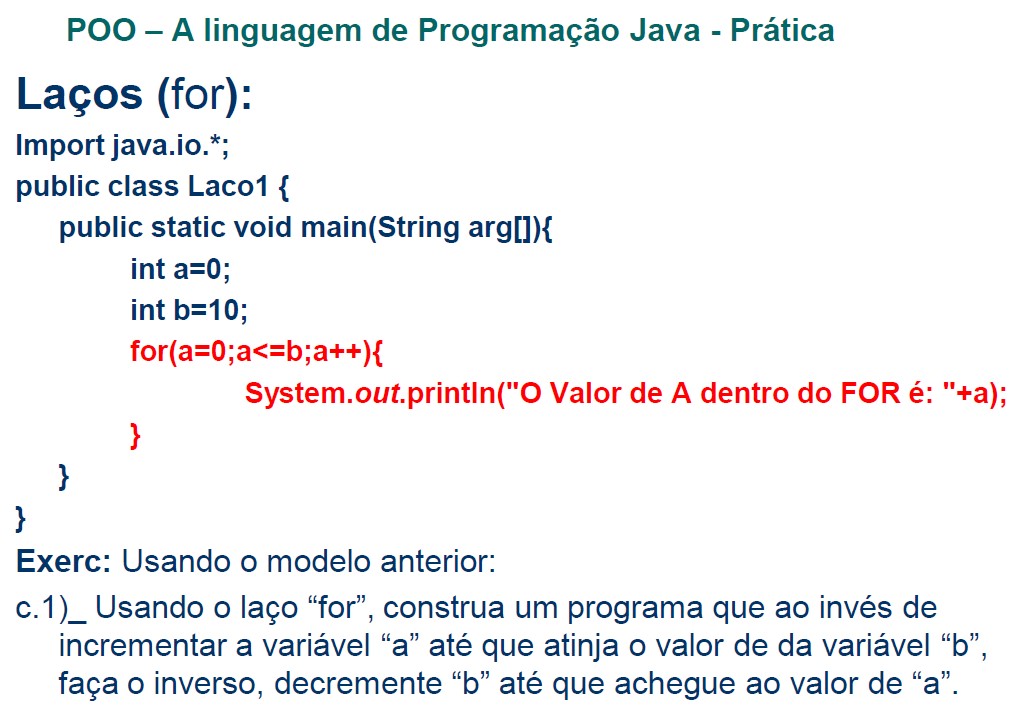 POO – A linguagem de Programação Java - Prática
Laços (for):
Import java.io.*;
public class Laco1 {
public static void main(String arg[]){
int a=0;
int b=10;
for(a=0;a<=b;a++){
System.out.println("O Valor de A dentro do FOR é: "+a);
}
}
}
Exerc: Usando o modelo anterior:
c.1)_ Usando o laço “for”, construa um programa que ao invés de
incrementar a variável “a” até que atinja o valor de da variável “b”,
faça o inverso, decremente “b” até que achegue ao valor de “a”.